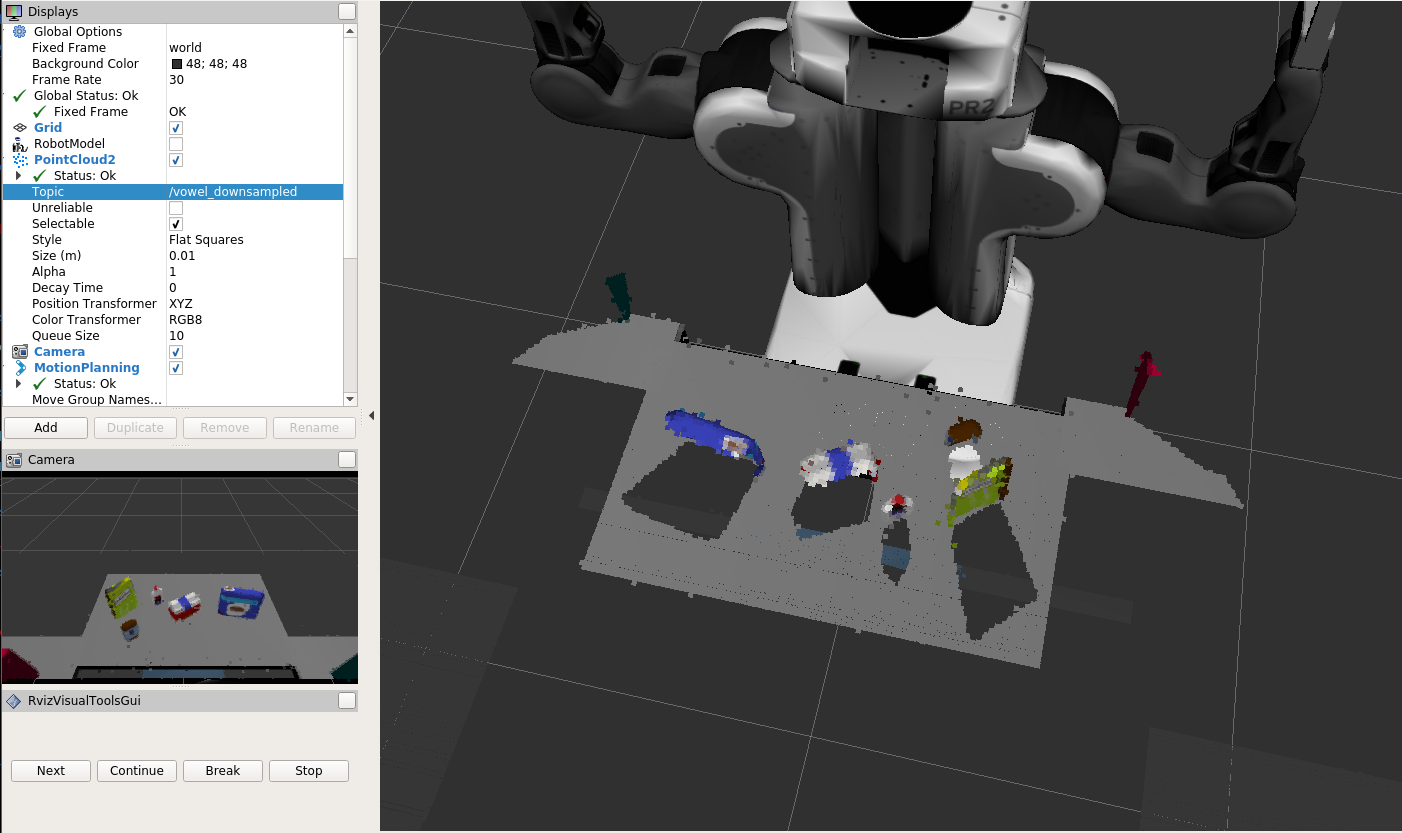 Displays
Global Options
Fixed Frame world
Background Color 48; 48; 48
Frame Rate 30
Global Status: Ok
Fixed Frame OK
Grid
RobotModel
PointCloud2
Status: Ok
Topic /vowel_downsampled
Unreliable
Selectable
Style Flat Squares
Size (m) 0.01
Alpha 1
Decay Time 0
Position Transformer XYZ
Color Transformer RGB8
Queue Size 10
Camera
MotionPlanning
Status: Ok
Move Group Names...
Add Duplicate Remove Rename
Camera
RvizVisualToolsGui
Next Continue Break Stop
PR2